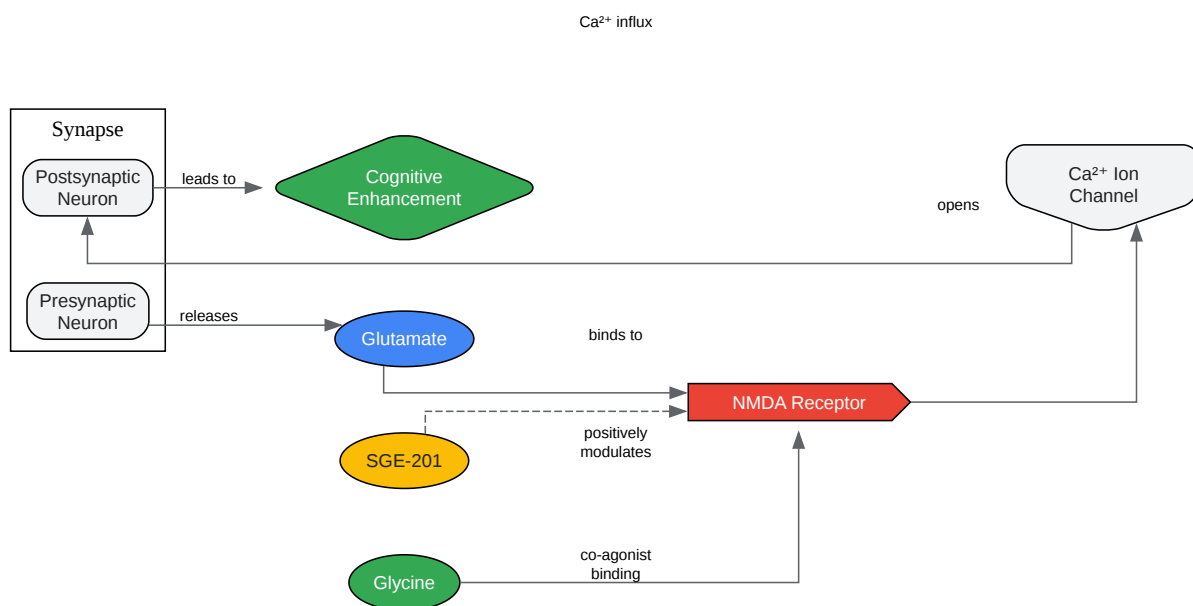 Ca²⁺ influx
Synapse
Postsynaptic
Neuron
leads to
Cognitive
Enhancement
Ca²⁺ Ion
Channel
opens
Presynaptic
Neuron
releases
Glutamate
binds to
NMDA Receptor
SGE-201
positively
modulates
Glycine
co-agonist
binding